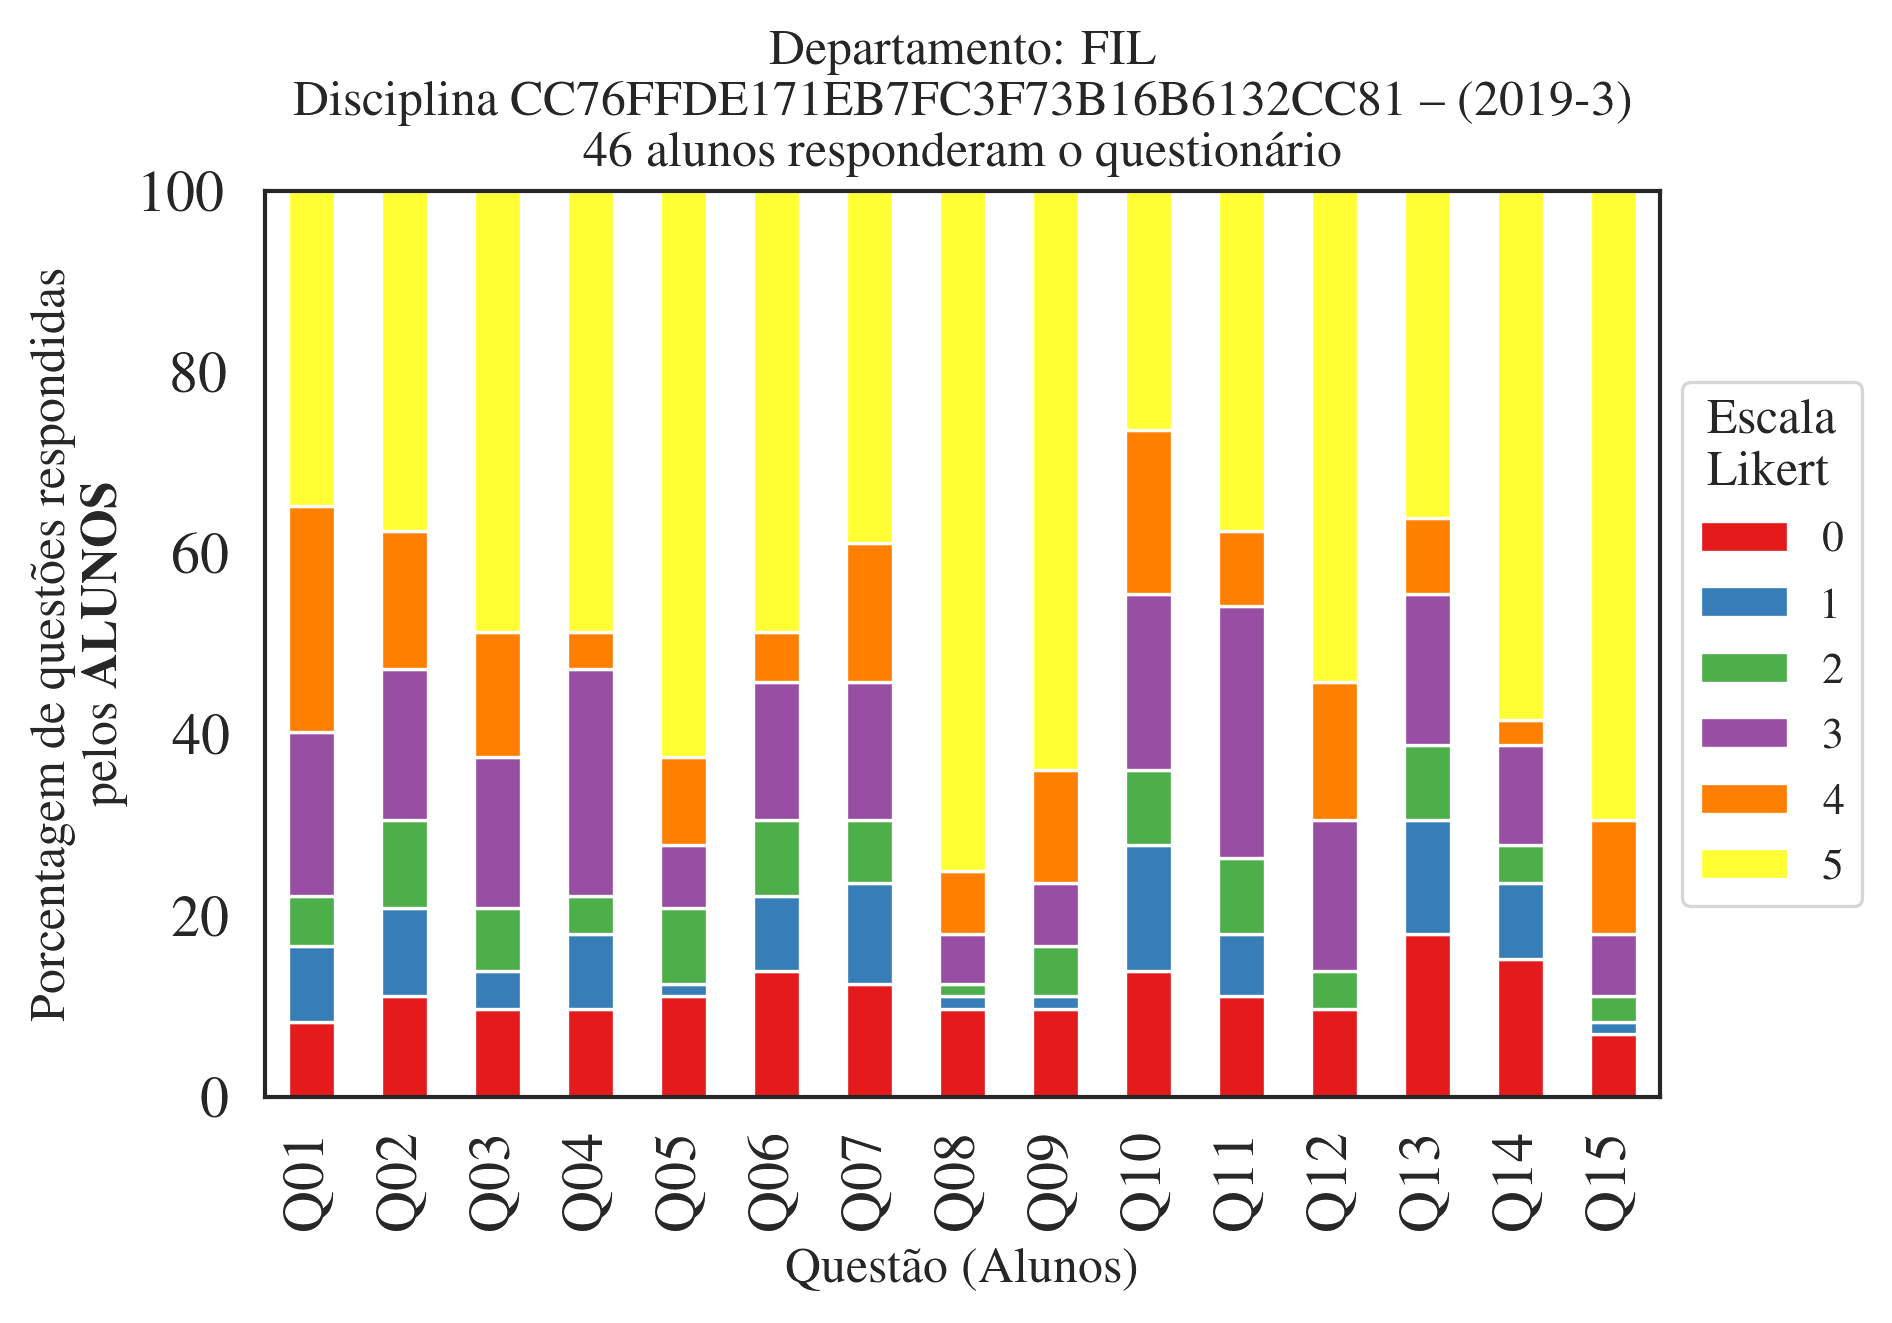 Departamento: FIL
Disciplina CC76FFDE171EB7FC3F73B16B6132CC81 – (2019-3)
46 alunos responderam o questionário
Porcentagem de questões respondidas
pelos ALUNOS
100
80
60
40
20
0
Q01
Q02
Q03
Q04
Q05
Q06
Q07
Q08
Q09
Q10
Q11
Q12
Q13
Q14
Q15
Questão (Alunos)
Escala
Likert
0
1
2
3
4
5